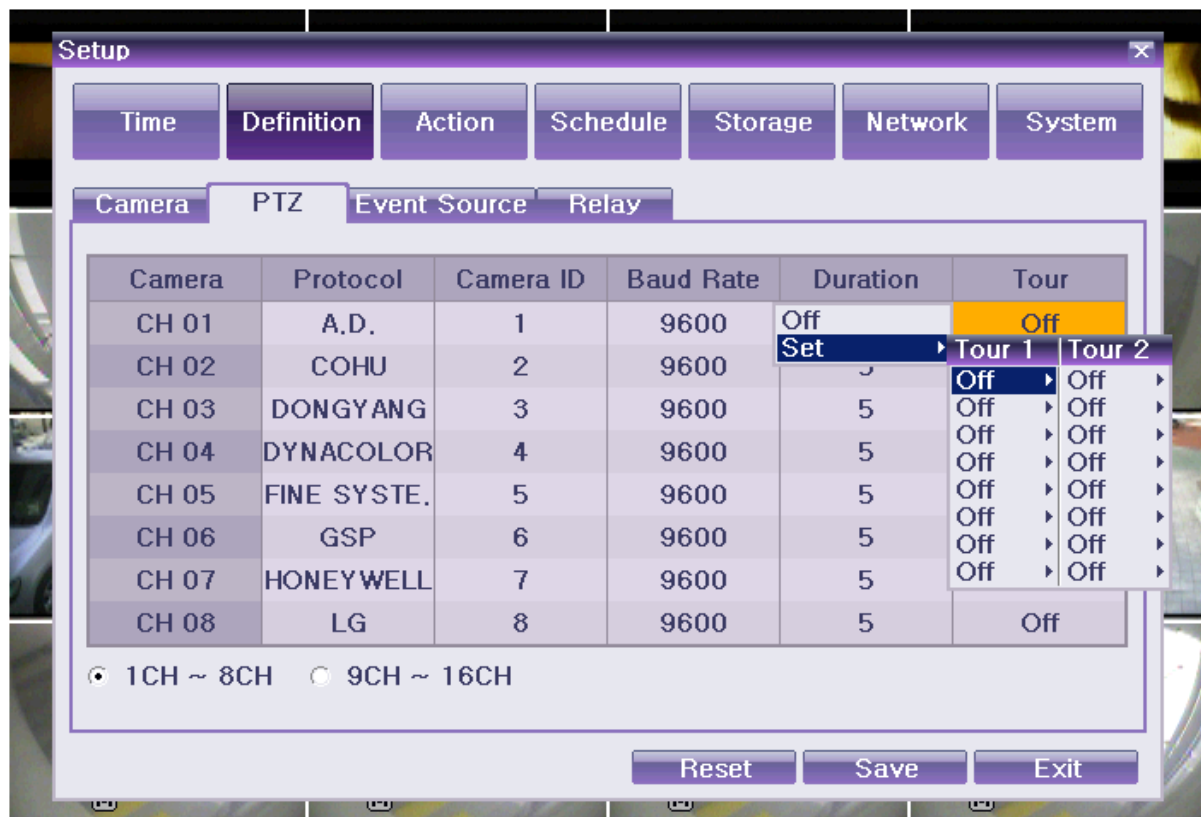 Setup
Time Definition Action Schedule Storage Network System
Camera PTZ Event Source Relay
Camera Protocol Camera ID Baud Rate Duration Tour
CH 01 A.D. 1 9600 Off Off
Set Tour 1 Tour 2
CH 02 COHU 2 9600
Off Off
CH 03 DONGYANG 3 9600 5 Off Off
Off Off
CH 04 DYNACOLOR 4 9600 5 Off Off
CH 05 FINE SYSTE. 5 9600 5 Off Off
Off Off
CH 06 GSP 6 9600 5 Off Off
CH 07 HONEYWELL 7 9600 5 Off Off
CH 08 LG 8 9600 5 Off
1CH ~ 8CH 9CH ~ 16CH
Reset Save Exit